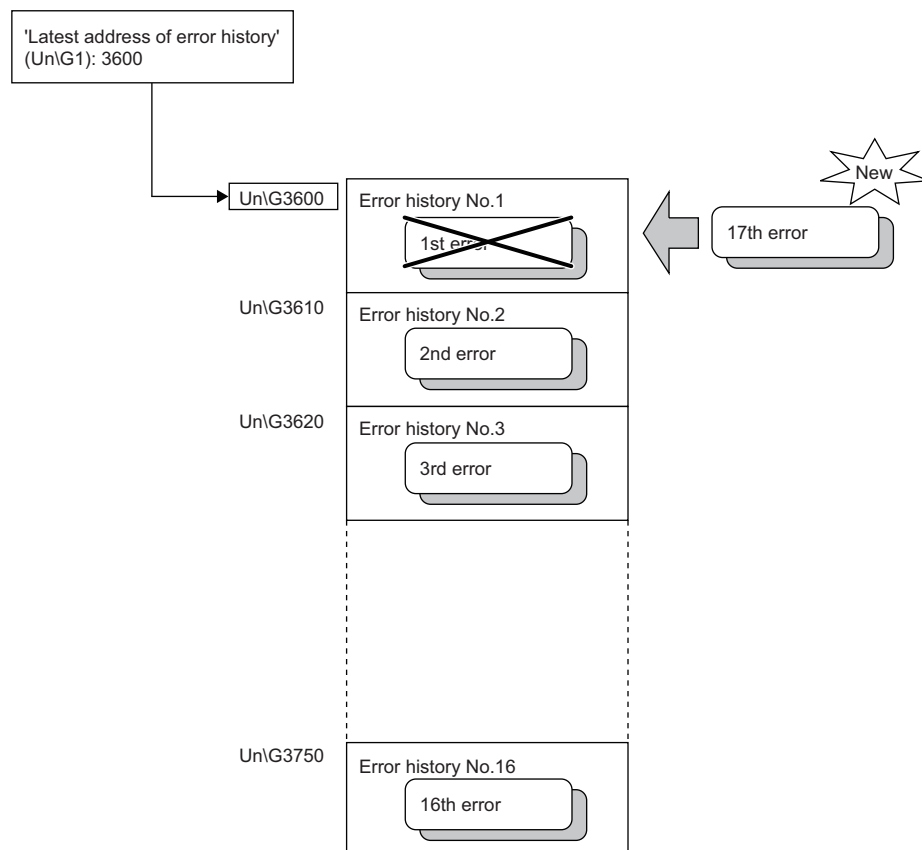 'Latest address of error history'
(Un\G1): 3600
New
Un\G3600
Error history No.1
1st error
17th error
Un\G3610
Error history No.2
2nd error
Un\G3620
Error history No.3
3rd error
Un\G3750
Error history No.16
16th error